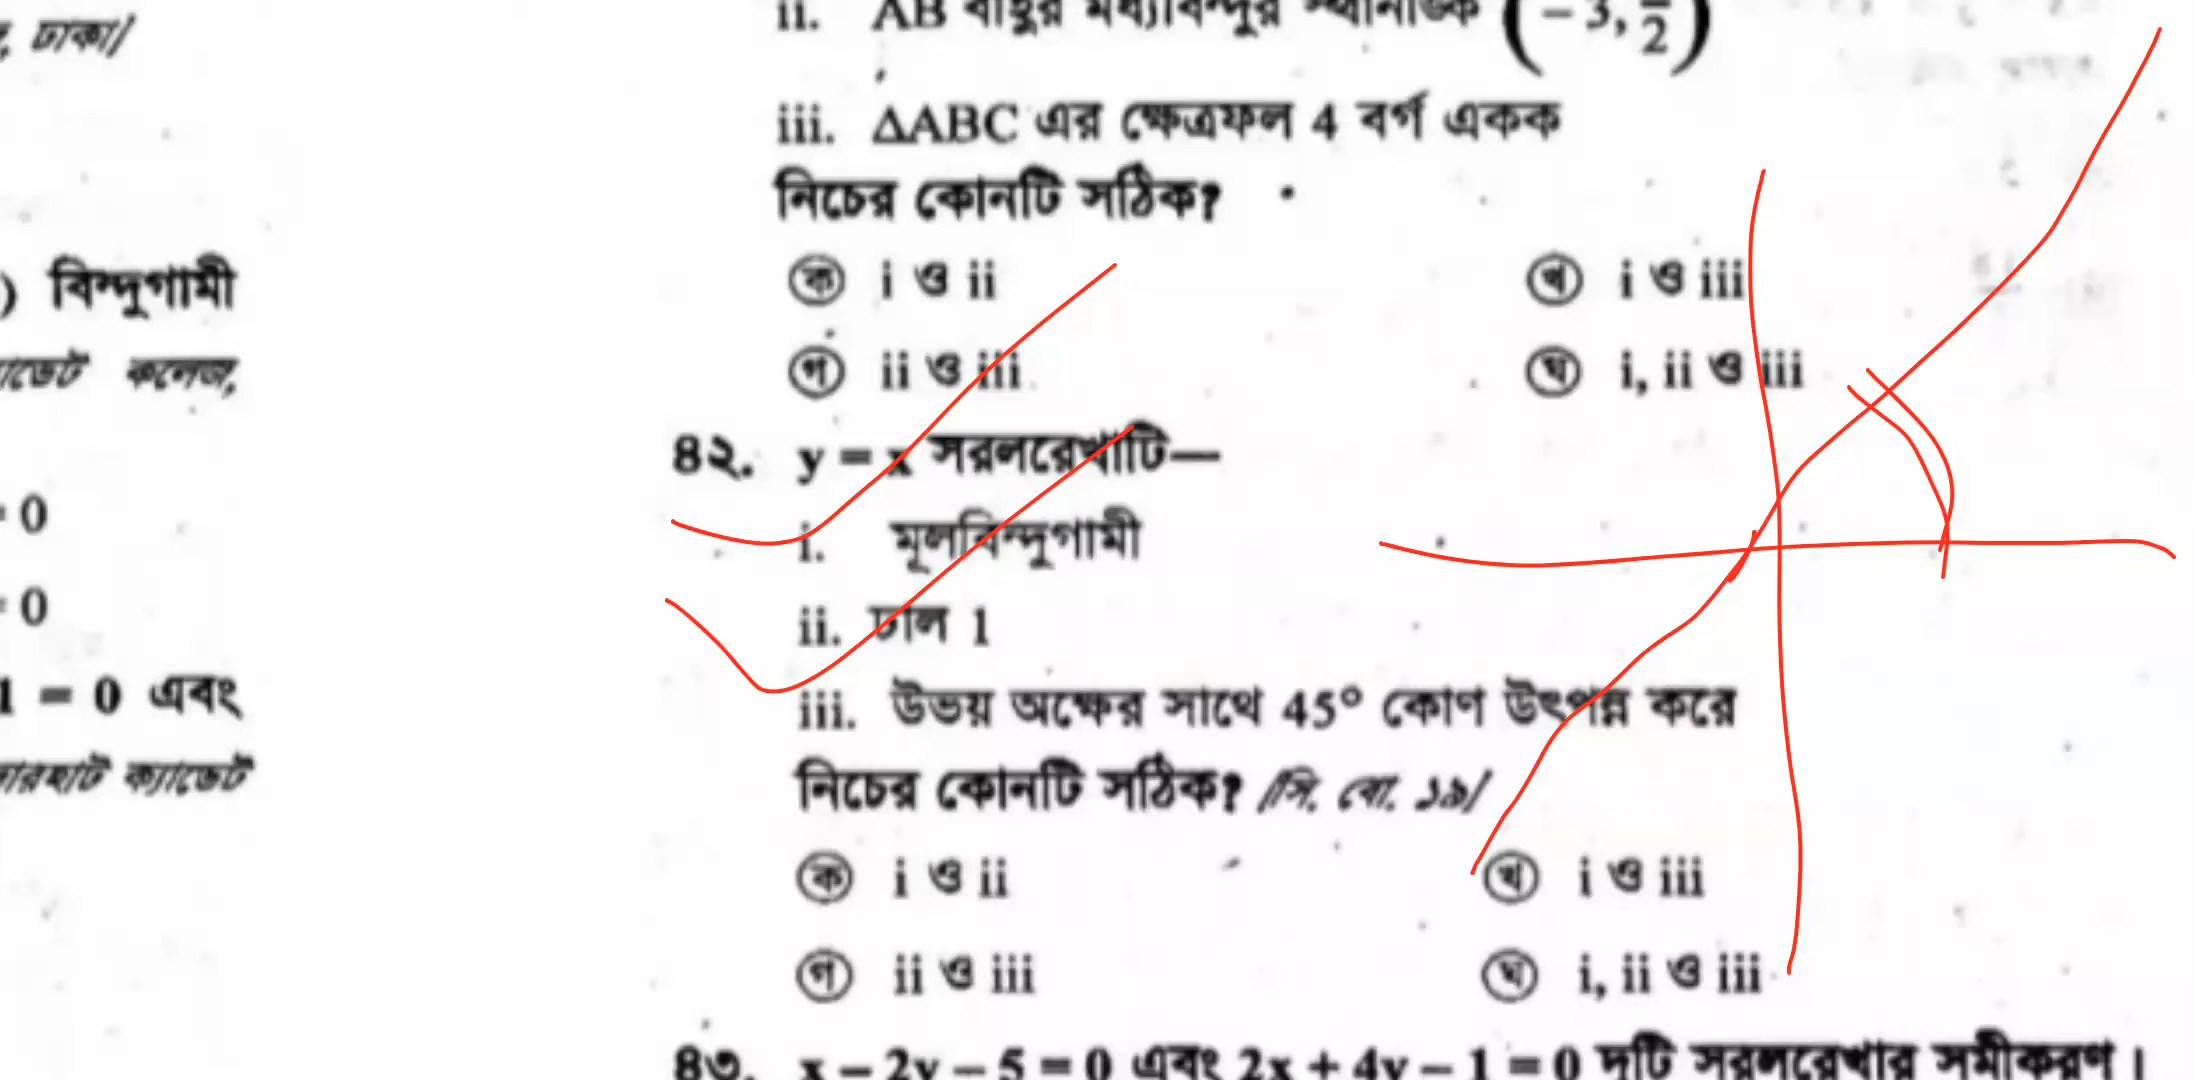 ঢাকা/
) বিন্দুগামী
কলেজ,
= 0
= 0
1 = 0 এবং
ক্যাডেট
ii. AB বাহুর মধ্যবিন্দুর স্থানাঙ্ক (– 3, /2)
iii. ΔABC এর ক্ষেত্রফল 4 বর্গ একক
নিচের কোনটি সঠিক?
ক i ও ii খ i ও iii
গ ii ও iii ঘ i, ii ও iii
৪২. y = x সরলরেখাটি—
i. মূলবিন্দুগামী
ii. ঢাল 1
iii. উভয় অক্ষের সাথে 45° কোণ উৎপন্ন করে
নিচের কোনটি সঠিক? /সি. বো. ১৯/
ক i ও ii খ i ও iii
গ ii ও iii ঘ i, ii ও iii
৪৩. x – 2y – 5 = 0 এবং 2x + 4y – 1 = 0 দুটি সরলরেখার সমীকরণ।